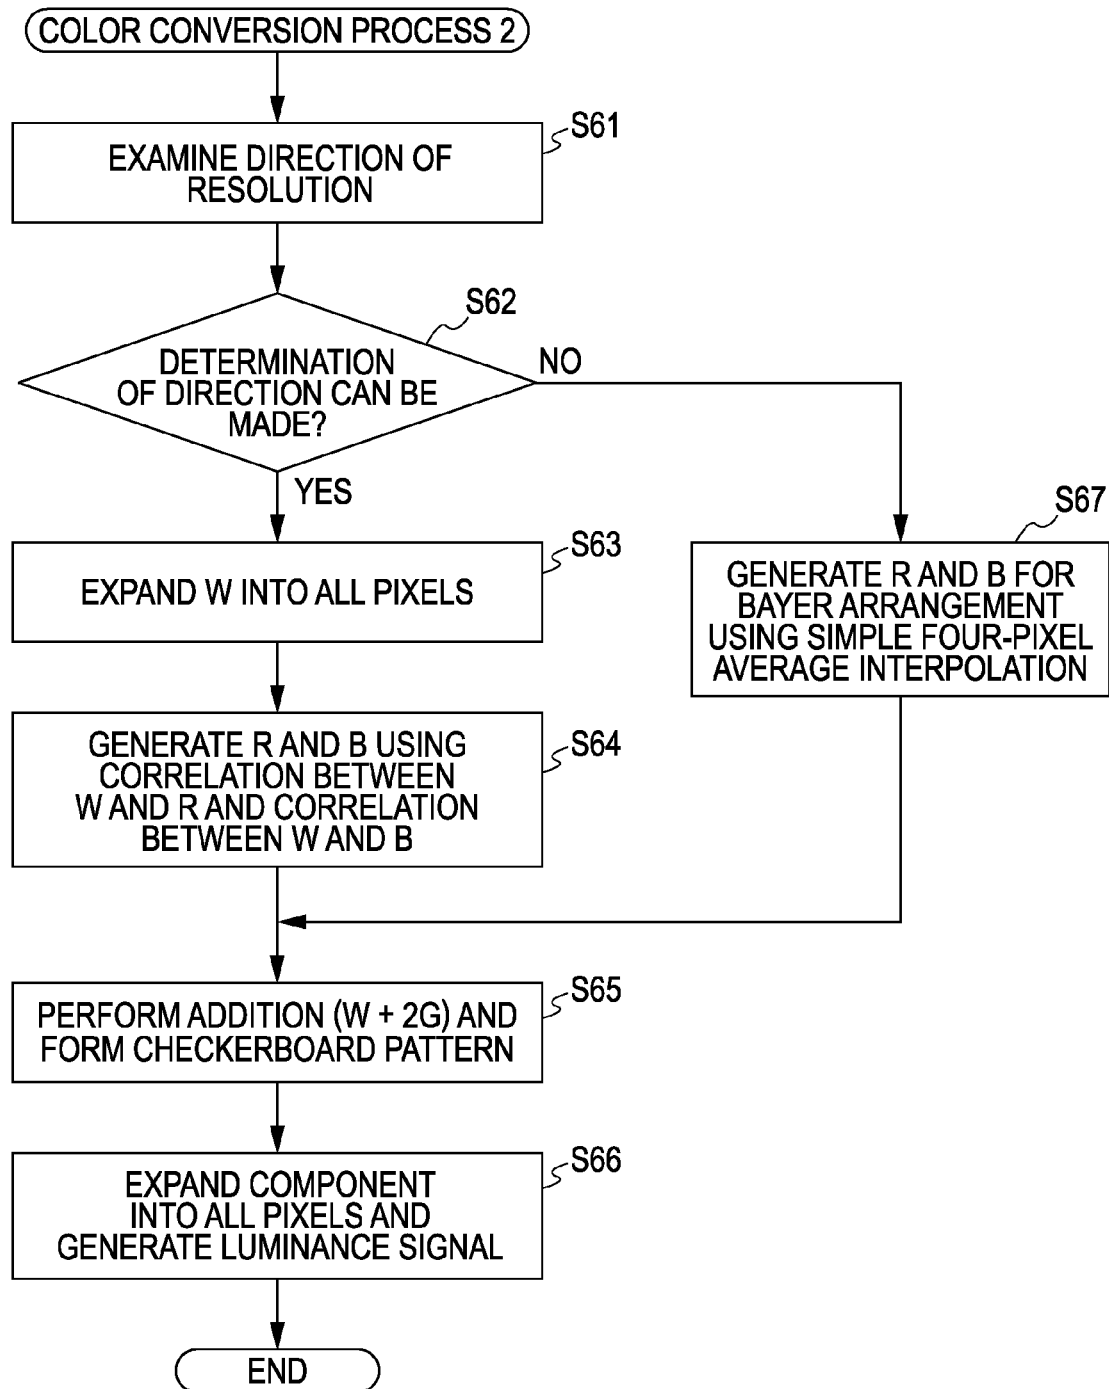 COLOR CONVERSION PROCESS 2
S61
EXAMINE DIRECTION OF
RESOLUTION
S62
DETERMINATION
OF DIRECTION CAN BE
MADE?
NO
YES
S63
EXPAND W INTO ALL PIXELS
S67
GENERATE R AND B FOR
BAYER ARRANGEMENT
USING SIMPLE FOUR-PIXEL
AVERAGE INTERPOLATION
S64
GENERATE R AND B USING
CORRELATION BETWEEN
W AND R AND CORRELATION
BETWEEN W AND B
S65
PERFORM ADDITION (W + 2G) AND
FORM CHECKERBOARD PATTERN
S66
EXPAND COMPONENT
INTO ALL PIXELS AND
GENERATE LUMINANCE SIGNAL
END